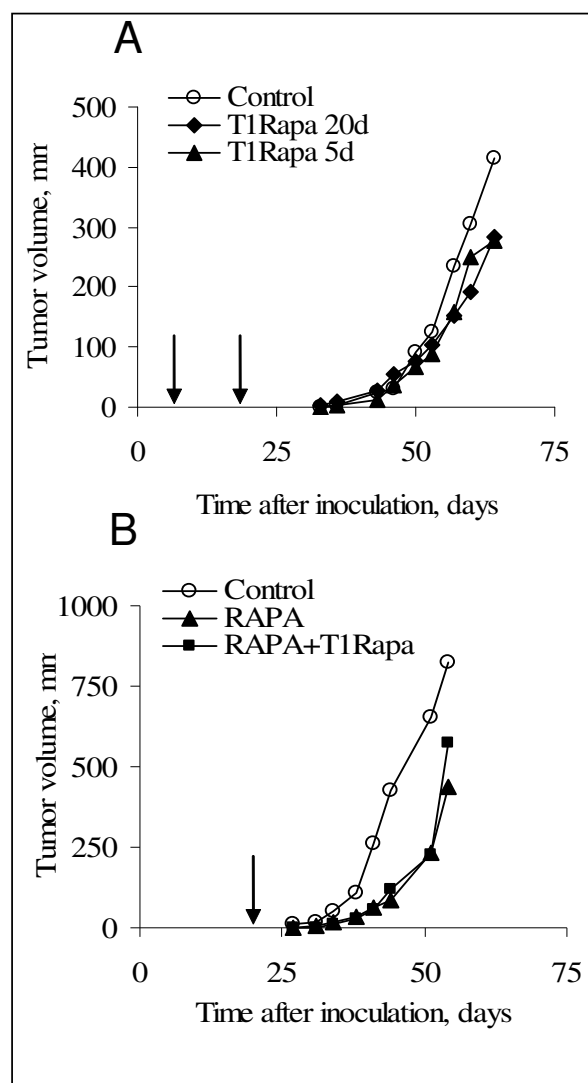 A
Control
T1Rapa 20d
T1Rapa 5d
Tumor volume, mm
500
400
300
200
100
0
0 25 50 75
Time after inoculation, days
B
Control
RAPA
RAPA+T1Rapa
Tumor volume, mm
1000
750
500
250
0
0 25 50 75
Time after inoculation, days